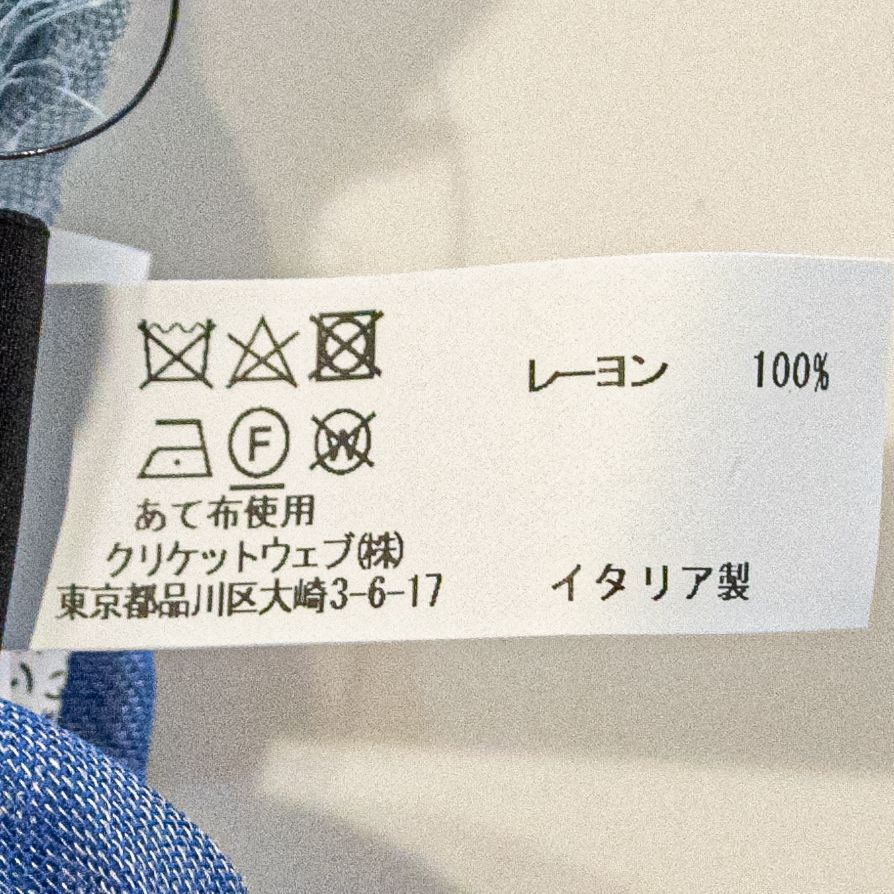 レーヨン 100%
F
W
あて布使用
クリケットウェブ㈱
東京都品川区大崎3-6-17
イタリア製